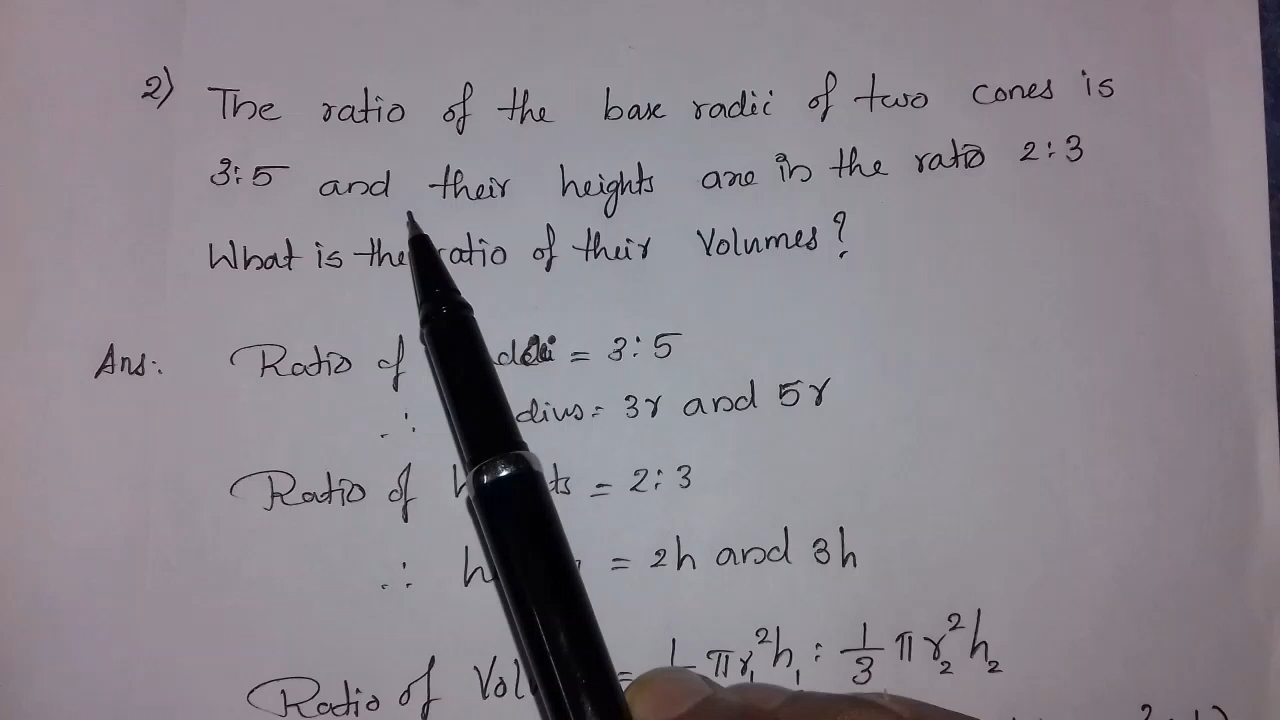 2) The ratio of the base radii of two cones is
3:5 and their heights are in the ratio 2:3
What is the ratio of their Volumes?
Ans: Ratio of = 3:5
∴ = 3r and 5r
Ratio of = 2:3
∴ = 2h and 3h
Ratio of = πr₁²h₁ : 1/3 πr₂²h₂